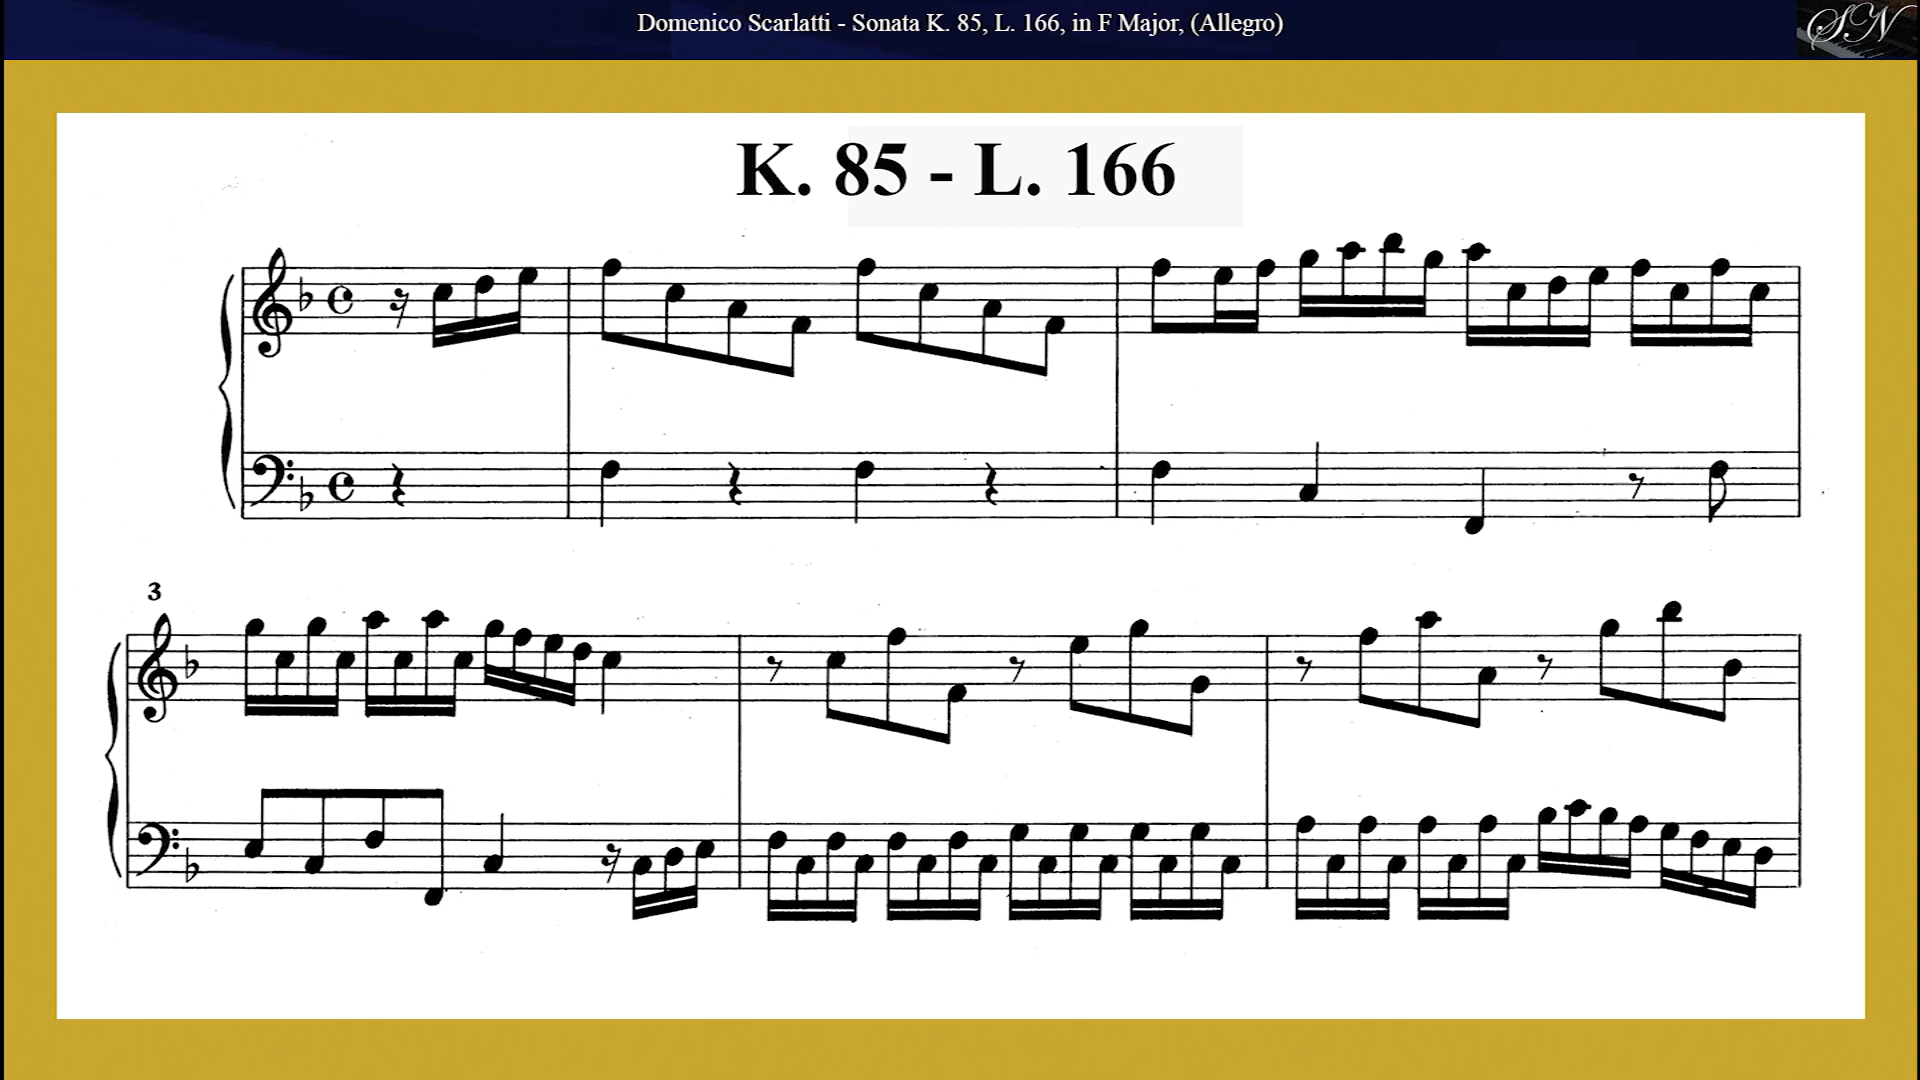 Domenico Scarlatti - Sonata K. 85, L. 166, in F Major, (Allegro)
SN
K. 85 - L. 166
3